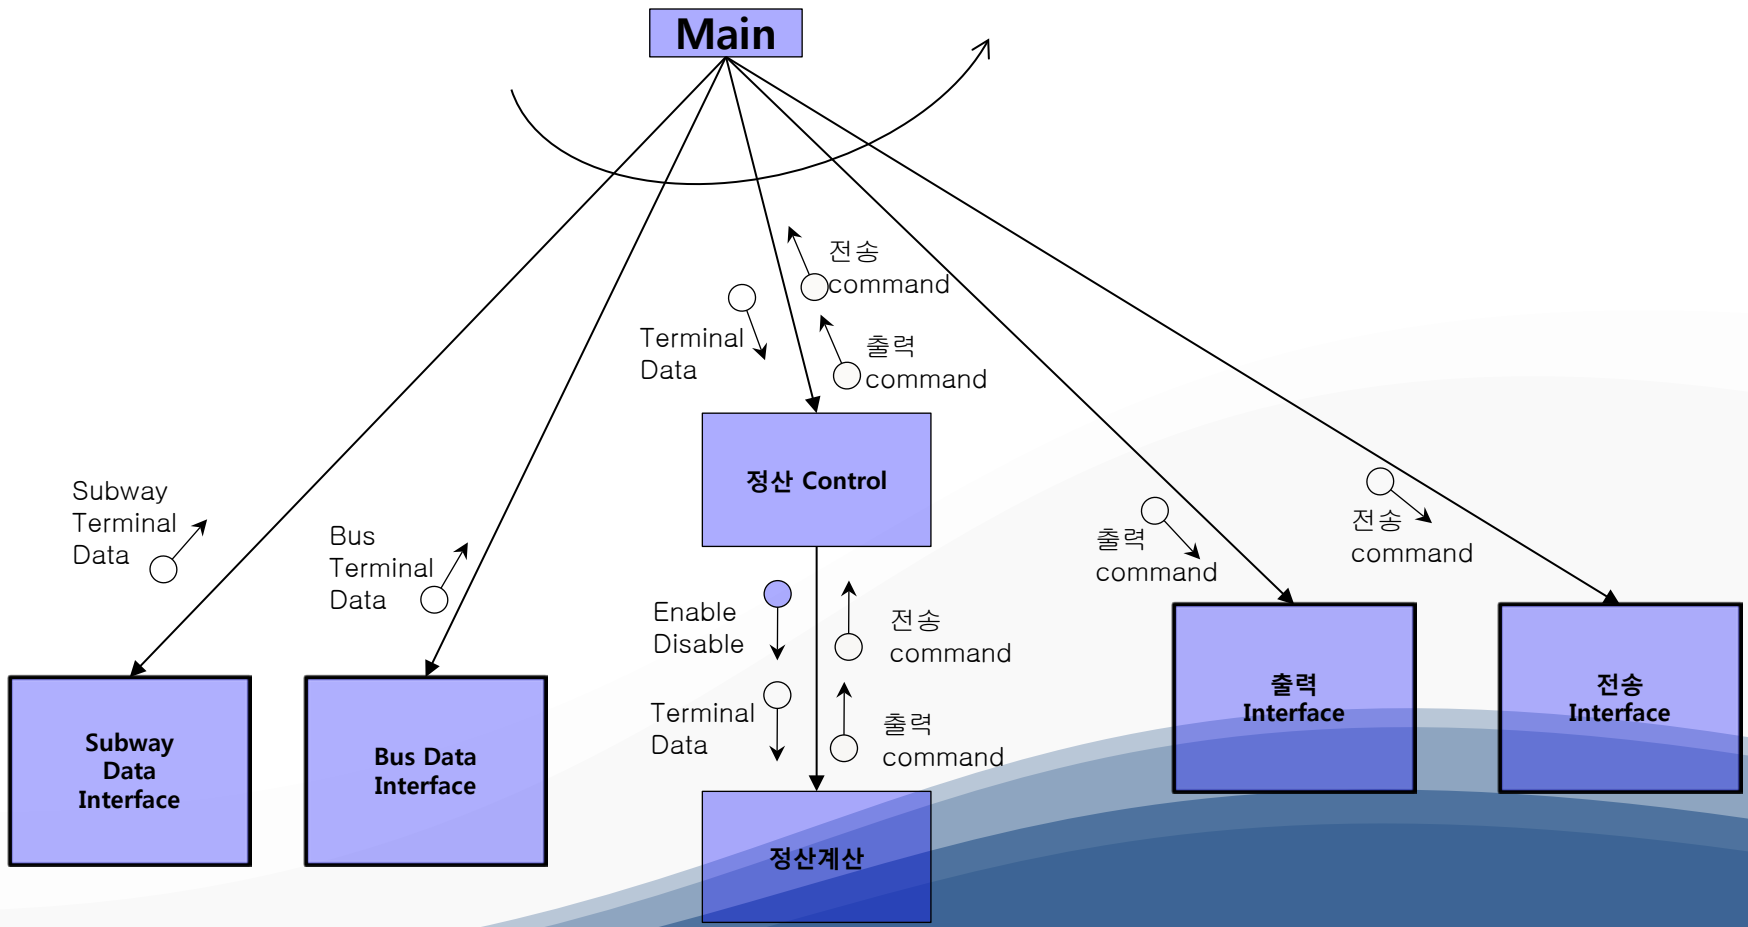 Main
전송
command
Terminal
Data
출력
command
정산 Control
Subway
Terminal
Data
Bus
Terminal
Data
출력
command
전송
command
Enable
Disable
전송
command
Terminal
Data
출력
command
Subway
Data
Interface
Bus Data
Interface
정산계산
출력
Interface
전송
Interface